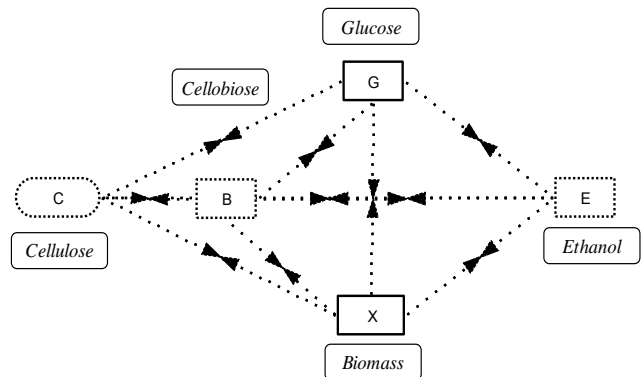 Glucose
G
Cellobiose
C
B
E
Cellulose
Ethanol
X
Biomass